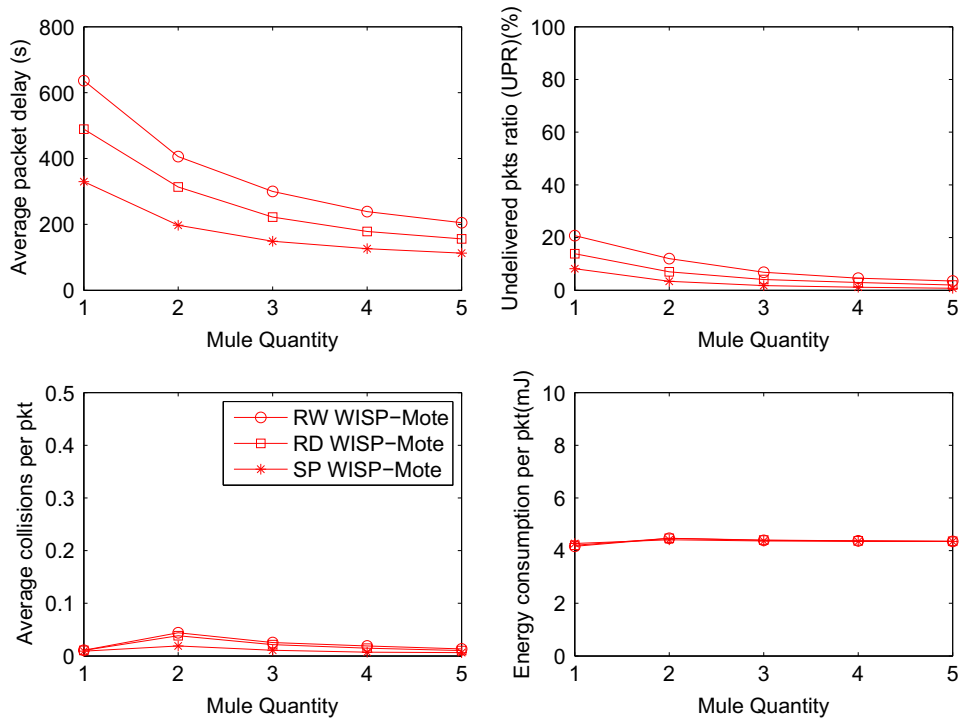 Average packet delay (s)
800
600
400
200
0
1 2 3 4 5
Mule Quantity
Undelivered pkts ratio (UPR)(%)
100
80
60
40
20
0
1 2 3 4 5
Mule Quantity
Average collisions per pkt
0.5
0.4
0.3
0.2
0.1
0
RW WISP−Mote
RD WISP−Mote
SP WISP−Mote
1 2 3 4 5
Mule Quantity
Energy consumption per pkt(mJ)
10
8
6
4
2
0
1 2 3 4 5
Mule Quantity